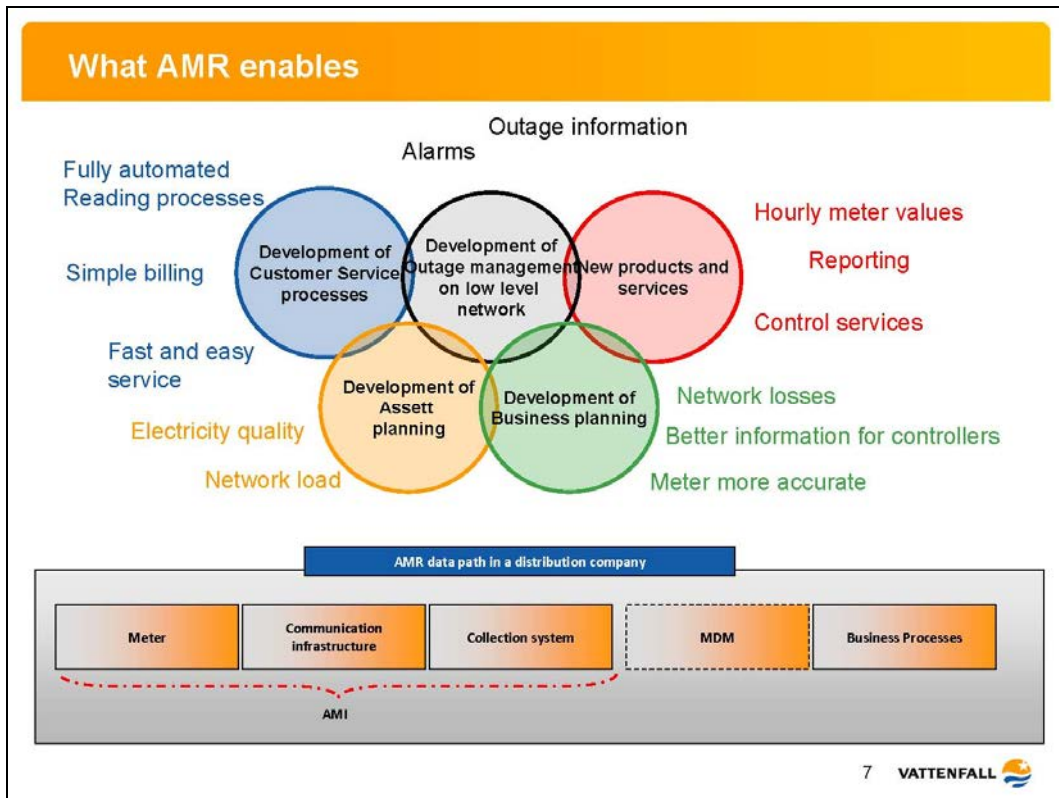 What AMR enables
Outage information
Alarms
Fully automated
Reading processes
Simple billing
Fast and easy
service
Development of
Customer Service
processes
Development of
Outage management
on low level
network
New products and
services
Hourly meter values
Reporting
Control services
Development of
Assett
planning
Development of
Business planning
Electricity quality
Network load
Network losses
Better information for controllers
Meter more accurate
AMR data path in a distribution company
Meter
Communication
infrastructure
Collection system
MDM
Business Processes
AMI
7
VATTENFALL